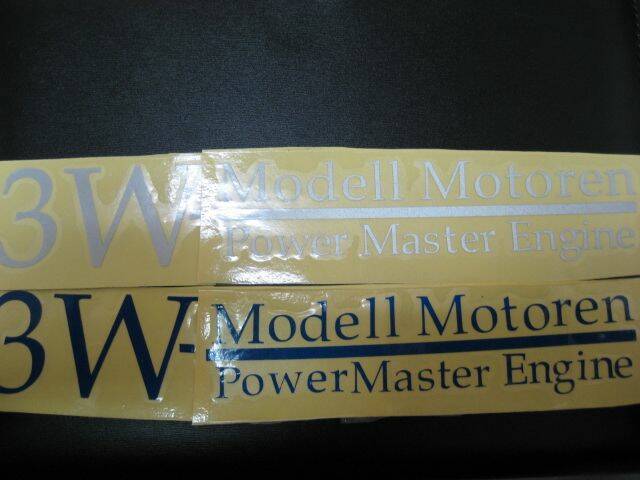 3W-Modell Motoren
Power Master Engine
3W-Modell Motoren
PowerMaster Engine